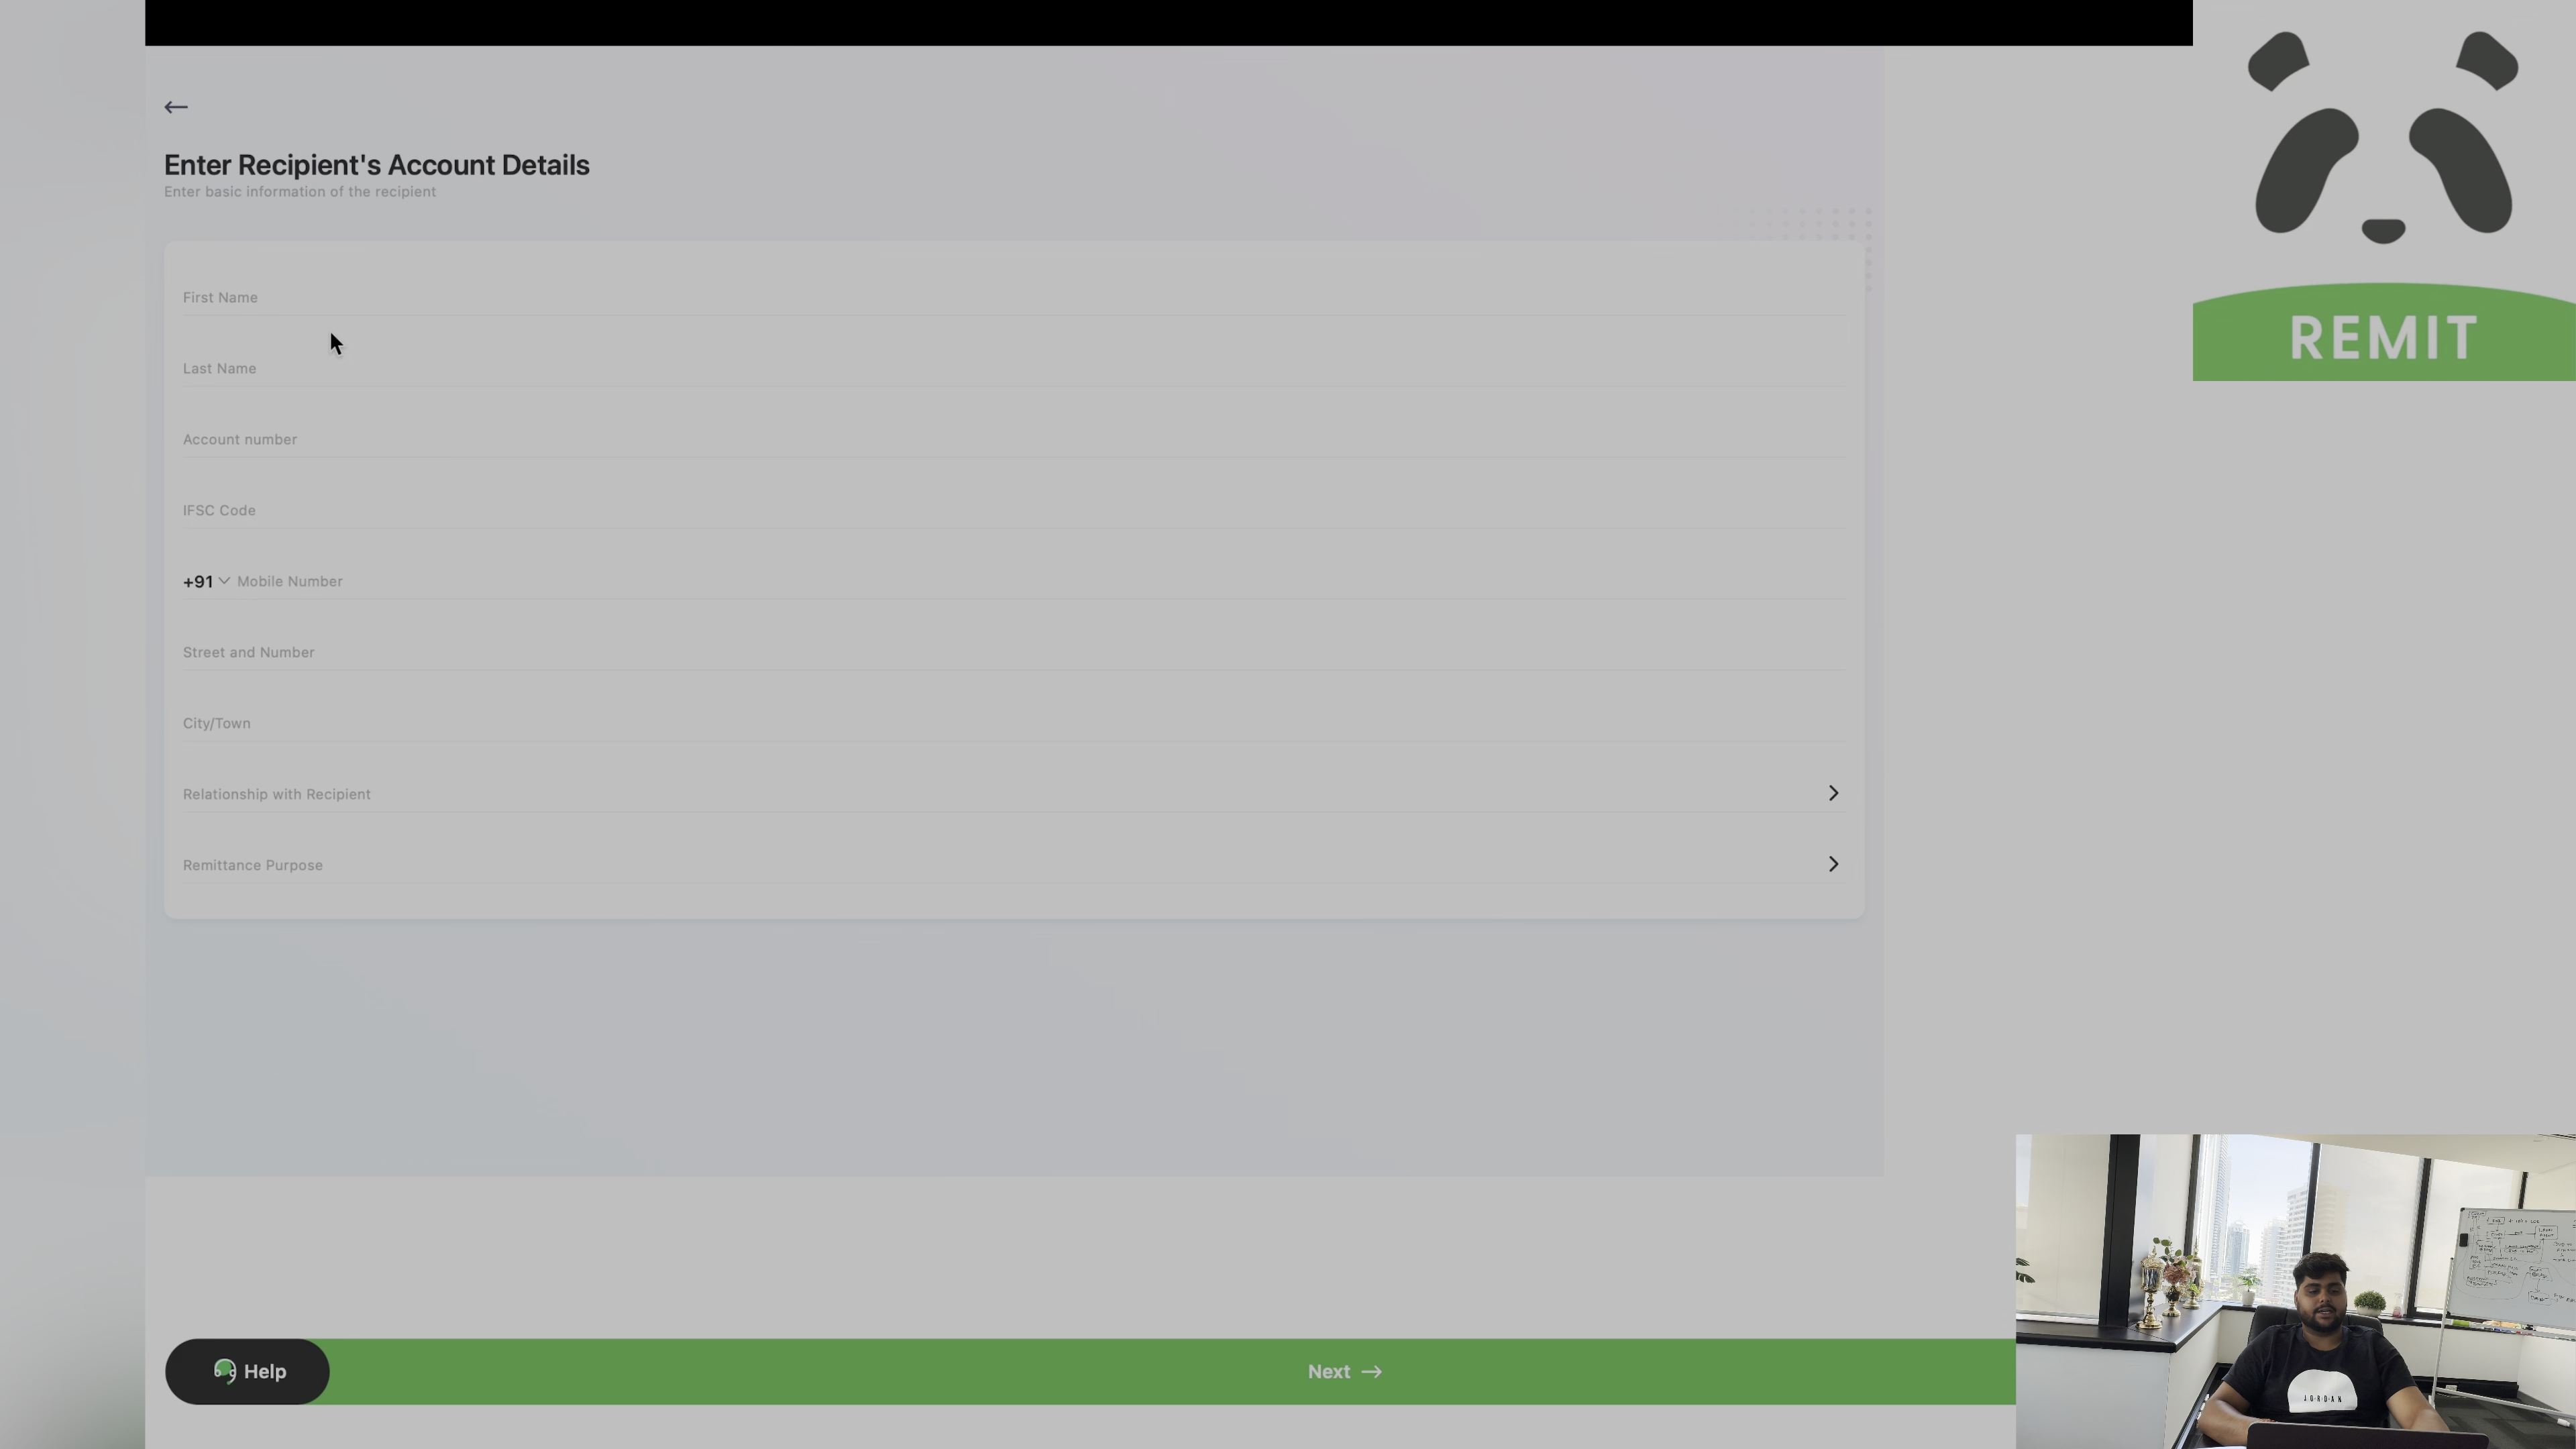 Enter Recipient's Account Details
Enter basic information of the recipient
First Name
Last Name
Account number
IFSC Code
+91 Mobile Number
Street and Number
City/Town
Relationship with Recipient
Remittance Purpose
Help
Next
REMIT
JORDAN